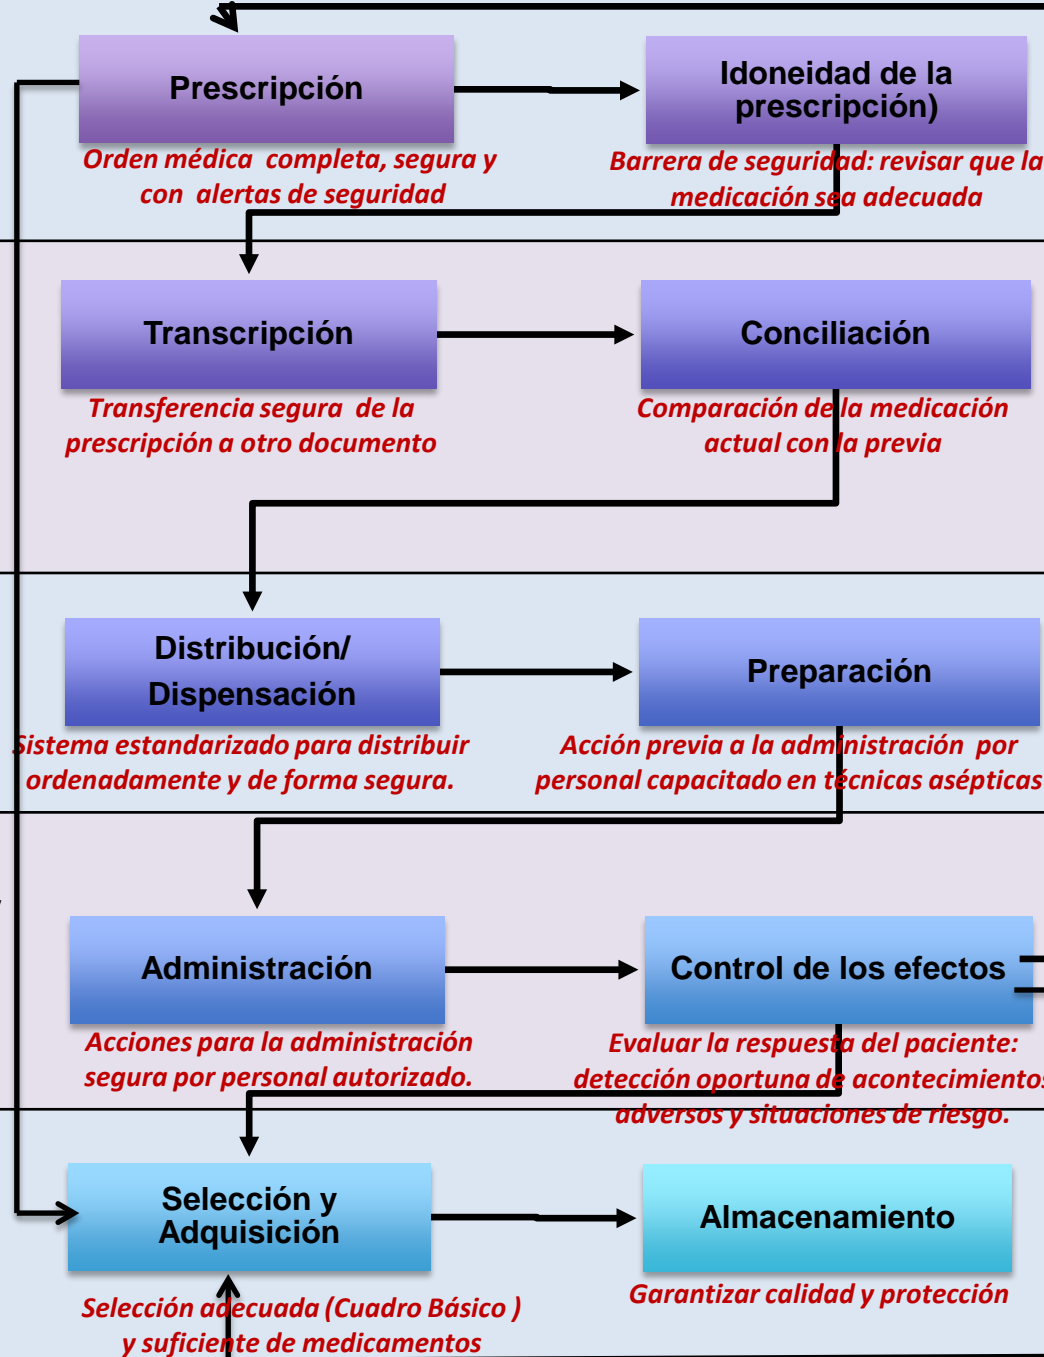 Prescripción
Idoneidad de la
prescripción)
Orden médica completa, segura y
con alertas de seguridad
Barrera de seguridad: revisar que la
medicación sea adecuada
Transcripción
Conciliación
Transferencia segura de la
prescripción a otro documento
Comparación de la medicación
actual con la previa
Distribución/
Dispensación
Preparación
Sistema estandarizado para distribuir
ordenadamente y de forma segura.
Acción previa a la administración por
personal capacitado en técnicas asépticas
Administración
Control de los efectos
Acciones para la administración
segura por personal autorizado.
Evaluar la respuesta del paciente:
detección oportuna de acontecimientos
adversos y situaciones de riesgo.
Selección y
Adquisición
Almacenamiento
Selección adecuada (Cuadro Básico )
y suficiente de medicamentos
Garantizar calidad y protección